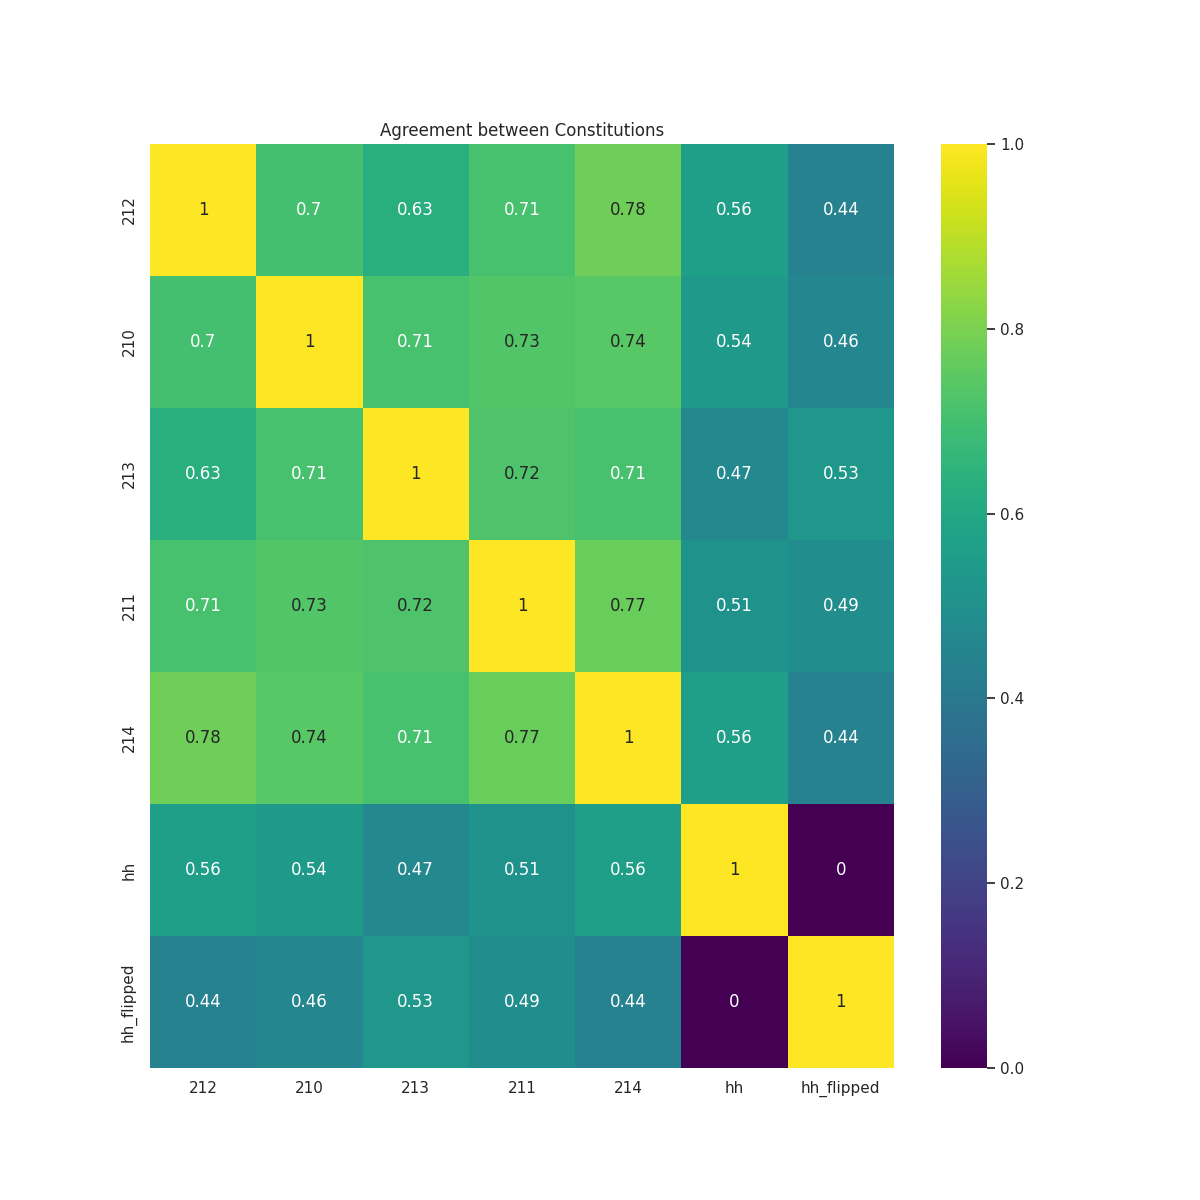 Agreement between Constitutions
212 1 0.7 0.63 0.71 0.78 0.56 0.44
210 0.7 1 0.71 0.73 0.74 0.54 0.46
213 0.63 0.71 1 0.72 0.71 0.47 0.53
211 0.71 0.73 0.72 1 0.77 0.51 0.49
214 0.78 0.74 0.71 0.77 1 0.56 0.44
hh 0.56 0.54 0.47 0.51 0.56 1 0
hh_flipped 0.44 0.46 0.53 0.49 0.44 0 1
212 210 213 211 214 hh hh_flipped
1.0
0.8
0.6
0.4
0.2
0.0